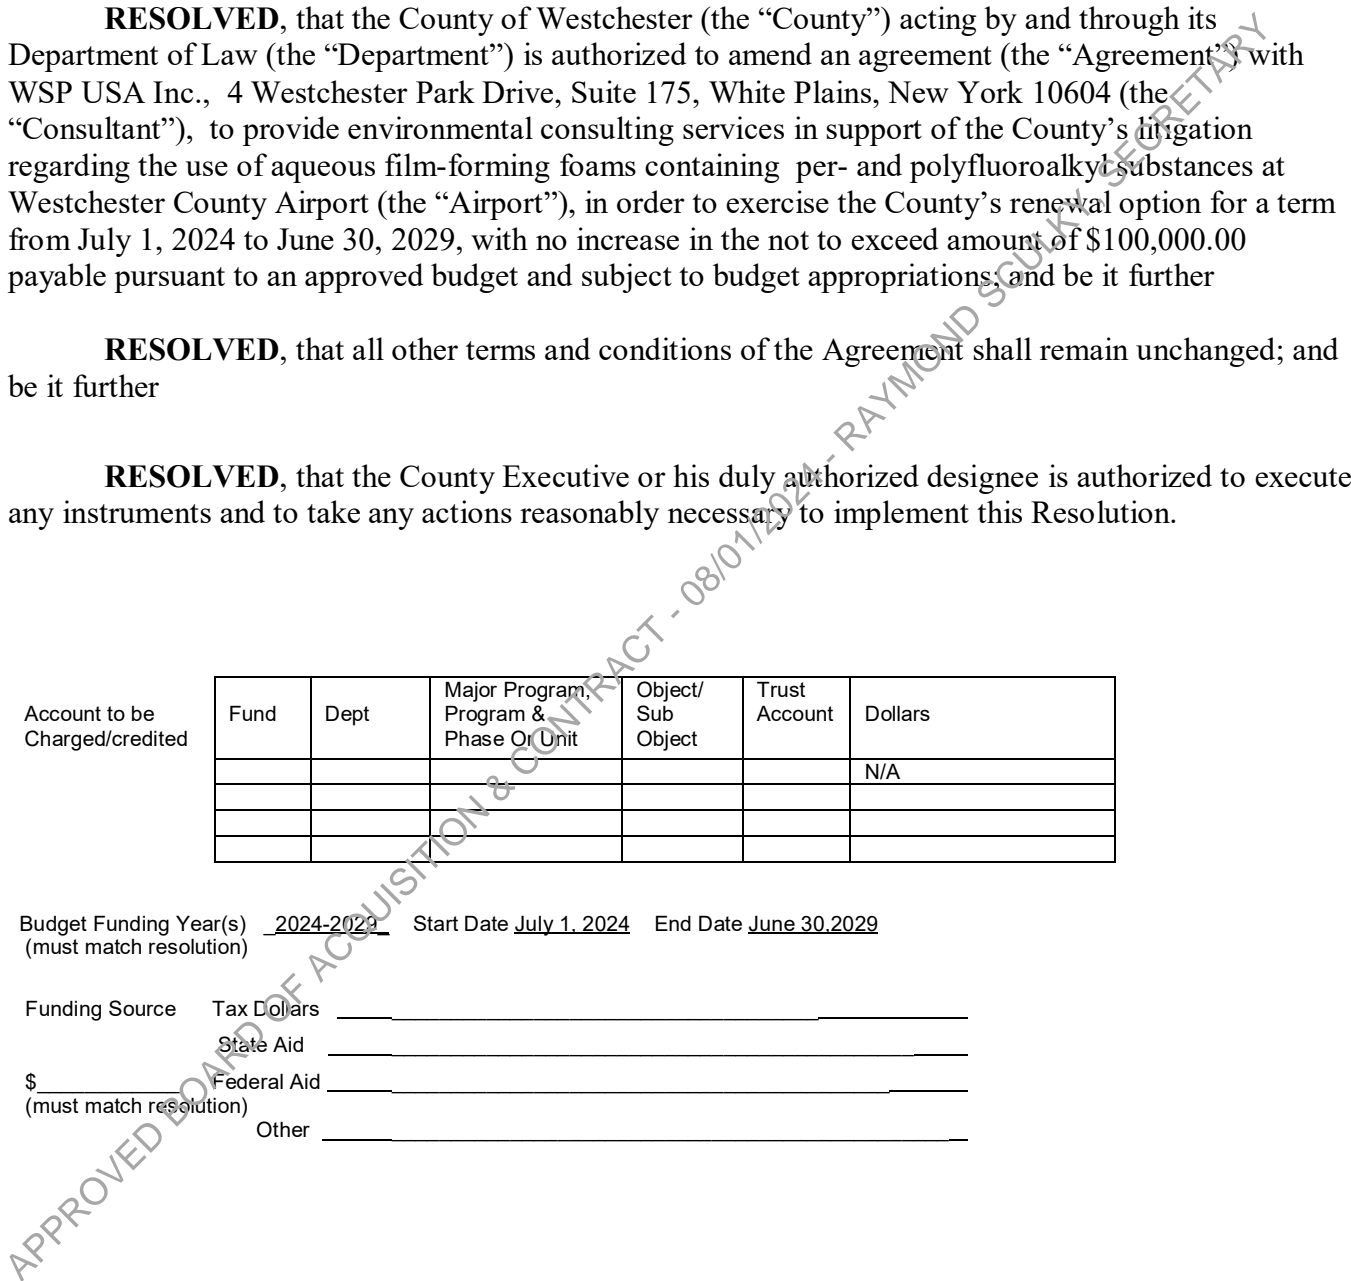 RESOLVED, that the County of Westchester (the “County”) acting by and through its
Department of Law (the “Department”) is authorized to amend an agreement (the “Agreement”) with
WSP USA Inc., 4 Westchester Park Drive, Suite 175, White Plains, New York 10604 (the
“Consultant”), to provide environmental consulting services in support of the County’s litigation
regarding the use of aqueous film-forming foams containing per- and polyfluoroalkyl substances at
Westchester County Airport (the “Airport”), in order to exercise the County’s renewal option for a term
from July 1, 2024 to June 30, 2029, with no increase in the not to exceed amount of $100,000.00
payable pursuant to an approved budget and subject to budget appropriations; and be it further
RESOLVED, that all other terms and conditions of the Agreement shall remain unchanged; and
be it further
RESOLVED, that the County Executive or his duly authorized designee is authorized to execute
any instruments and to take any actions reasonably necessary to implement this Resolution.
Account to be
Charged/credited
Fund
Dept
Major Program,
Program &
Phase Or Unit
Object/
Sub
Object
Trust
Account
Dollars
N/A
Budget Funding Year(s) _2024-2029_ Start Date July 1, 2024 End Date June 30,2029
(must match resolution)
Funding Source Tax Dollars
State Aid
$____________ Federal Aid
(must match resolution)
Other
APPROVED BOARD OF ACQUISITION & CONTRACT - 08/01/2024 - RAYMOND SCULKY, SECRETARY